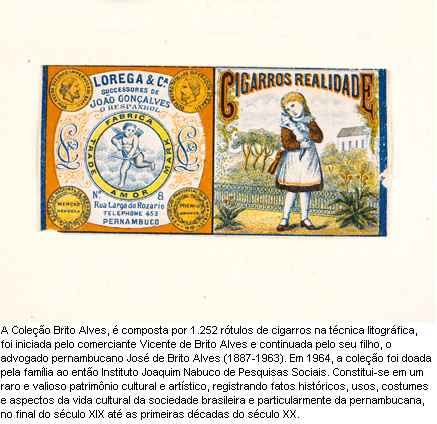 LOREGA & Cª
SUCCESSORES DE
JOÃO GONÇALVES
O HESPANHOL
FABRICA
TRADE MARK
AMOR
Nº 8
Rua Larga do Rozario
TELEPHONE 453
PERNAMBUCO
CIGARROS REALIDADE
A Coleção Brito Alves, é composta por 1.252 rótulos de cigarros na técnica litográfica,
foi iniciada pelo comerciante Vicente de Brito Alves e continuada pelo seu filho, o
advogado pernambucano José de Brito Alves (1887-1963). Em 1964, a coleção foi doada
pela família ao então Instituto Joaquim Nabuco de Pesquisas Sociais. Constitui-se em um
raro e valioso patrimônio cultural e artístico, registrando fatos históricos, usos, costumes
e aspectos da vida cultural da sociedade brasileira e particularmente da pernambucana,
no final do século XIX até as primeiras décadas do século XX.